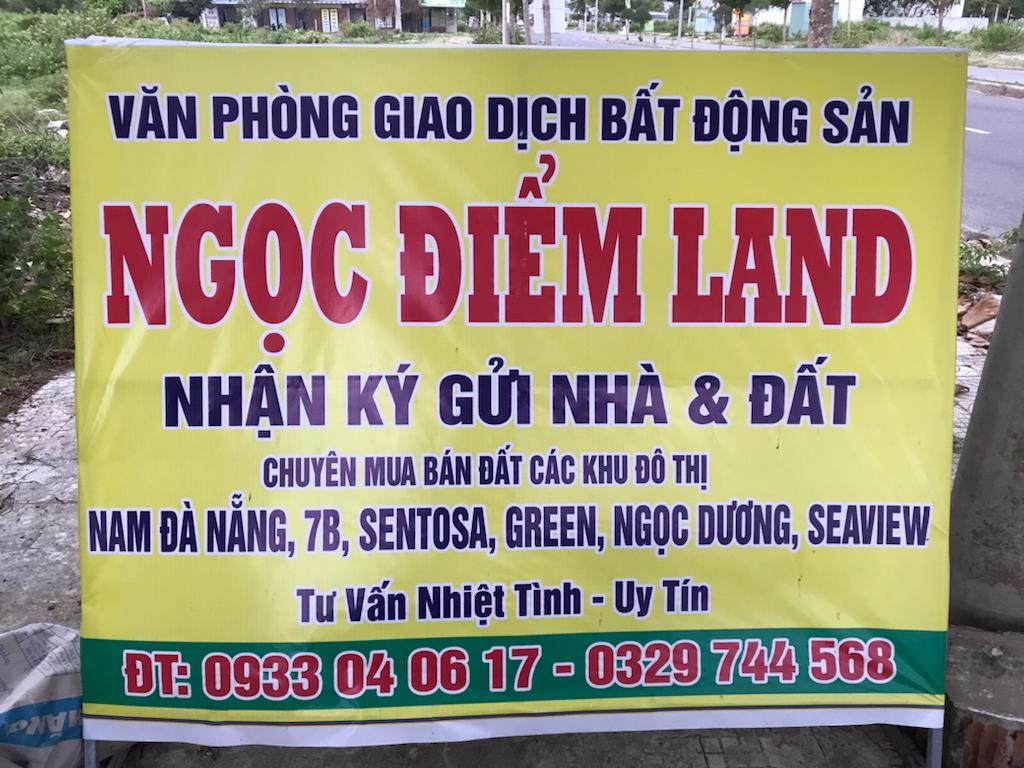 VĂN PHÒNG GIAO DỊCH BẤT ĐỘNG SẢN
NGỌC ĐIỂM LAND
NHẬN KÝ GỬI NHÀ & ĐẤT
CHUYÊN MUA BÁN ĐẤT CÁC KHU ĐÔ THỊ
NAM ĐÀ NẴNG, 7B, SENTOSA, GREEN, NGỌC DƯƠNG, SEAVIEW
Tư Vấn Nhiệt Tình - Uy Tín
ĐT: 0933 04 06 17 - 0329 744 568